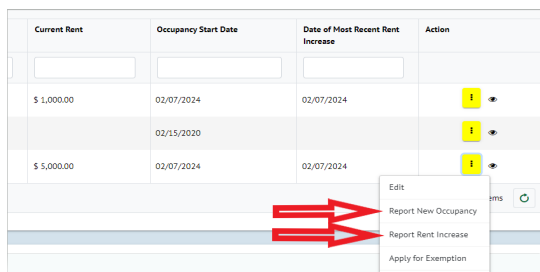 Current Rent Occupancy Start Date Date of Most Recent Rent Action
Increase
$ 1,000.00 02/07/2024 02/07/2024
02/15/2020
$ 5,000.00 02/07/2024 02/07/2024
Edit
ems
Report New Occupancy
Report Rent Increase
Apply for Exemption